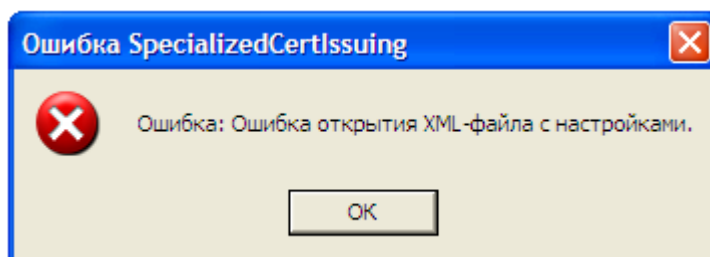 Ошибка SpecializedCertIssuing
Ошибка: Ошибка открытия XML-файла с настройками.
OK